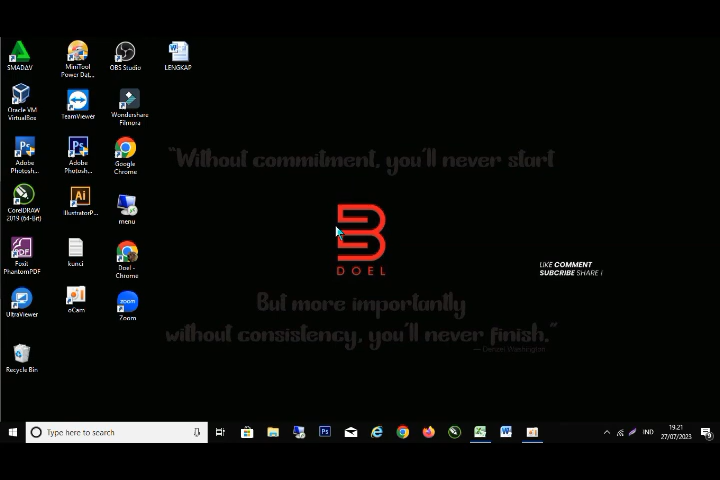 SMADAV
MiniTool
Power Dat...
OBS Studio
LENGKAP
Oracle VM
VirtualBox
TeamViewer
Wondershare
Filmora
Adobe
Photosh...
Adobe
Photosh...
Google
Chrome
CorelDRAW
2019 (64-Bit)
IllustratorP...
menu
Foxit
PhantomPDF
kunci
Doel -
Chrome
UltraViewer
oCam
Zoom
Recycle Bin
"Without commitment, you'll never start
DOEL
LIKE COMMENT
SUBCRIBE SHARE !
But more importantly
without consistency, you'll never finish."
— Denzel Washington
Type here to search
IND
19.21
27/07/2023